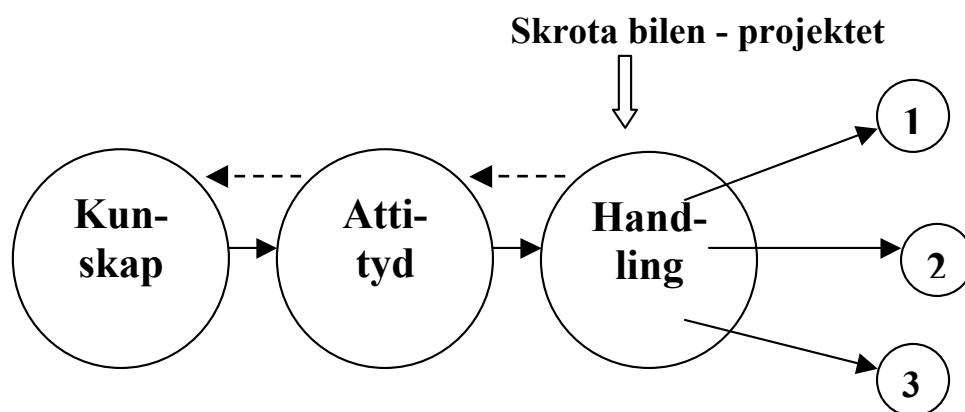 Skrota bilen - projektet
1
Kun-
skap
Atti-
tyd
Hand-
ling
2
3